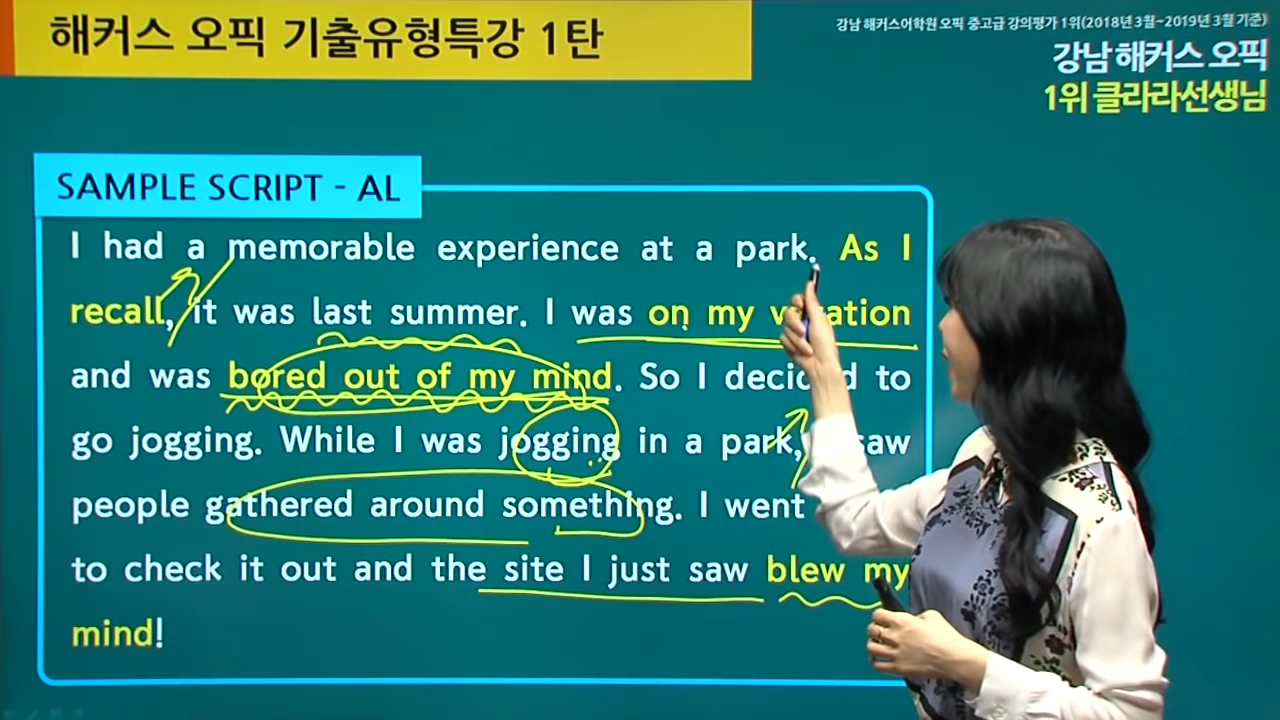 해커스 오픽 기출유형특강 1탄
강남 해커스어학원 오픽 중고급 강의평가 1위(2018년 3월~2019년 3월 기준)
강남 해커스 오픽
1위 클라라선생님
SAMPLE SCRIPT - AL
I had a memorable experience at a park. As I
recall, it was last summer. I was on my vacation
and was bored out of my mind. So I decided to
go jogging. While I was jogging in a park, I saw
people gathered around something. I went
to check it out and the site I just saw blew my
mind!